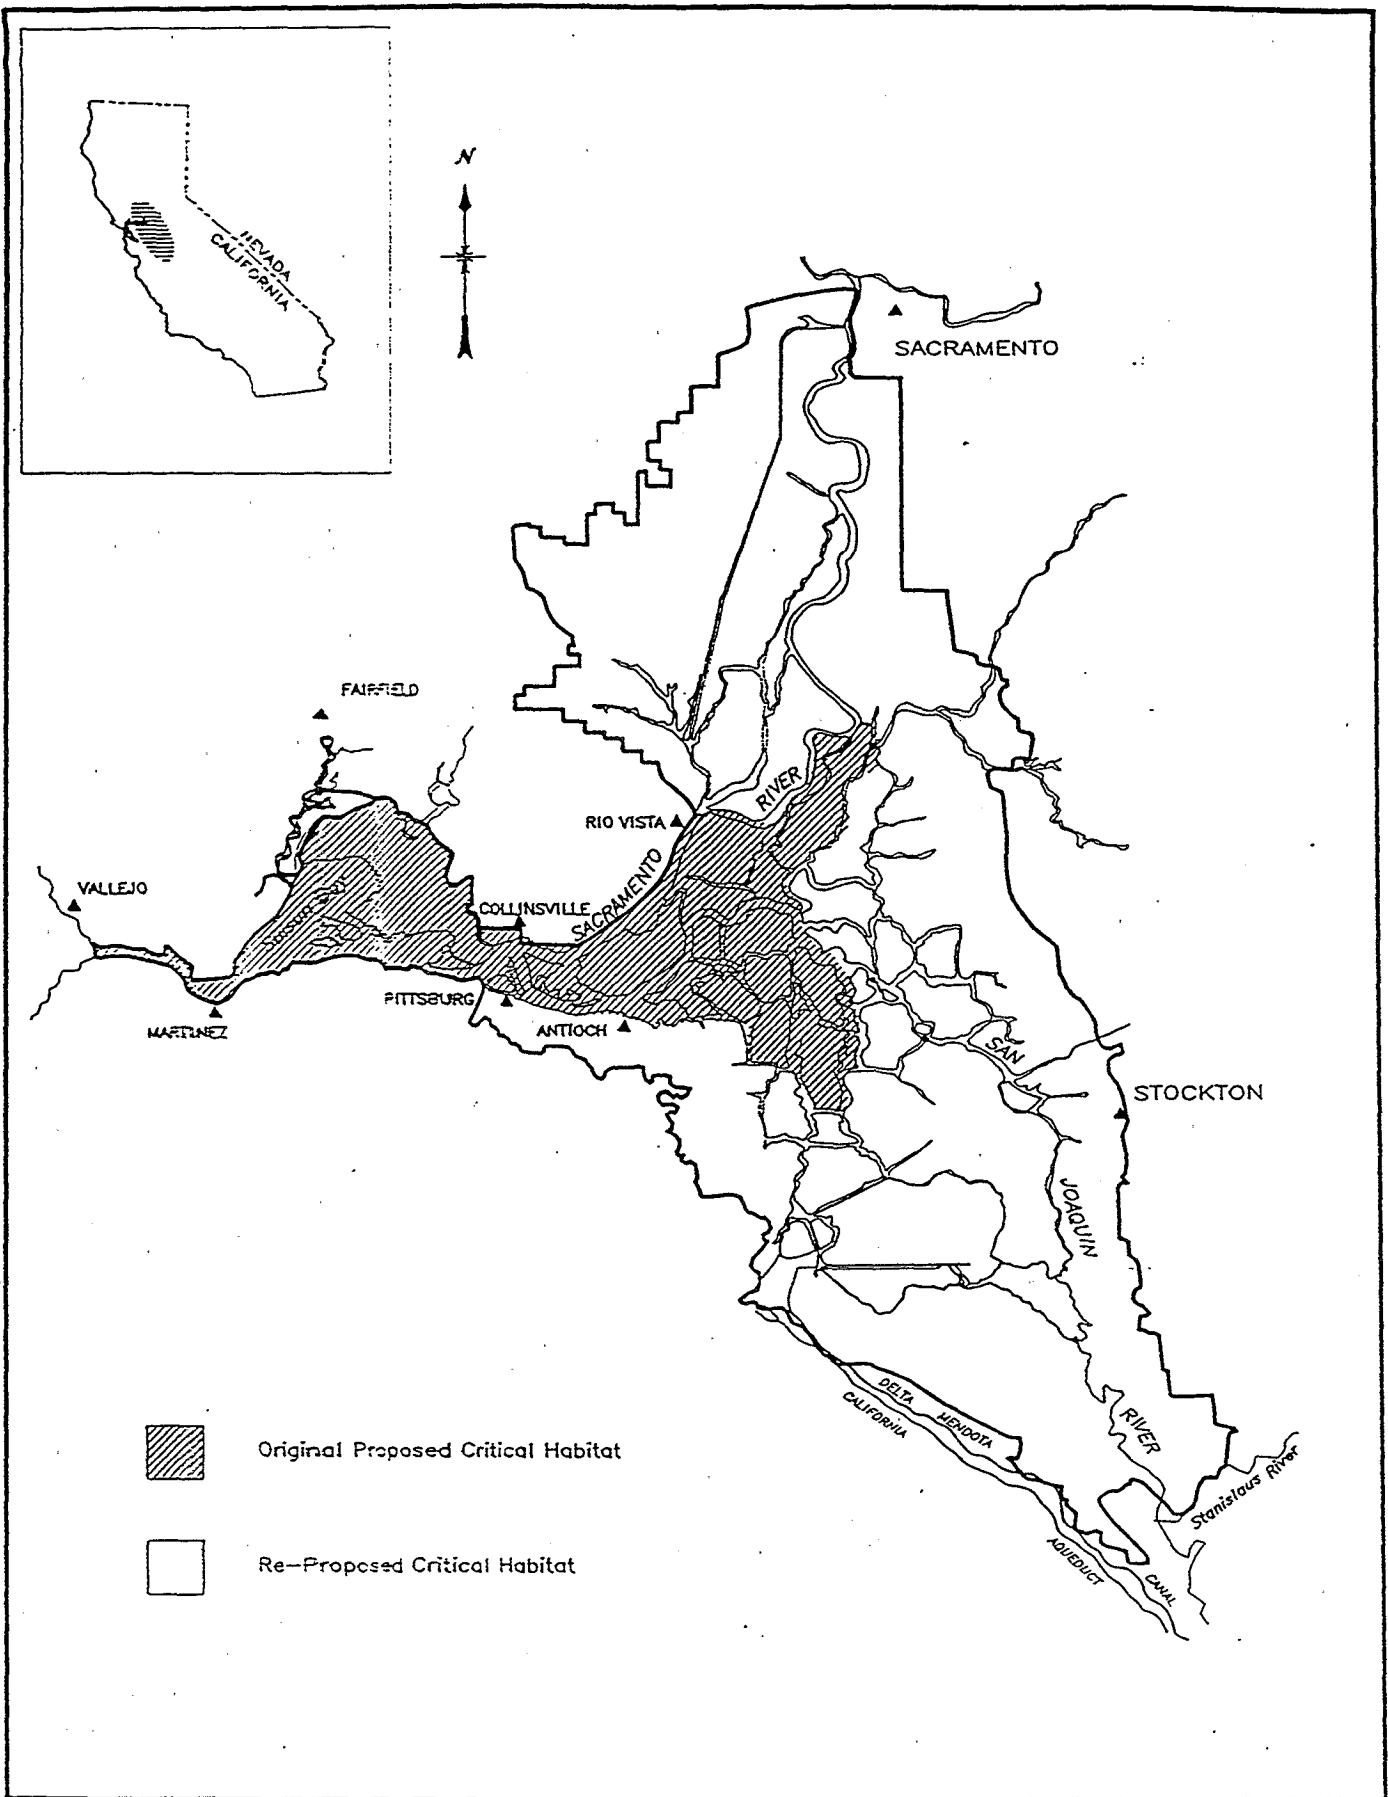 N
NEVADA
CALIFORNIA
SACRAMENTO
FAIRFIELD
RIVER
RIO VISTA
VALLEJO
COLLINSVILLE
SACRAMENTO
PITTSBURG
MARTINEZ
ANTIOCH
SAN
STOCKTON
JOAQUIN
DELTA MENDOTA
CALIFORNIA
RIVER
Stanislaus River
Original Proposed Critical Habitat
AQUEDUCT
CANAL
Re-Proposed Critical Habitat